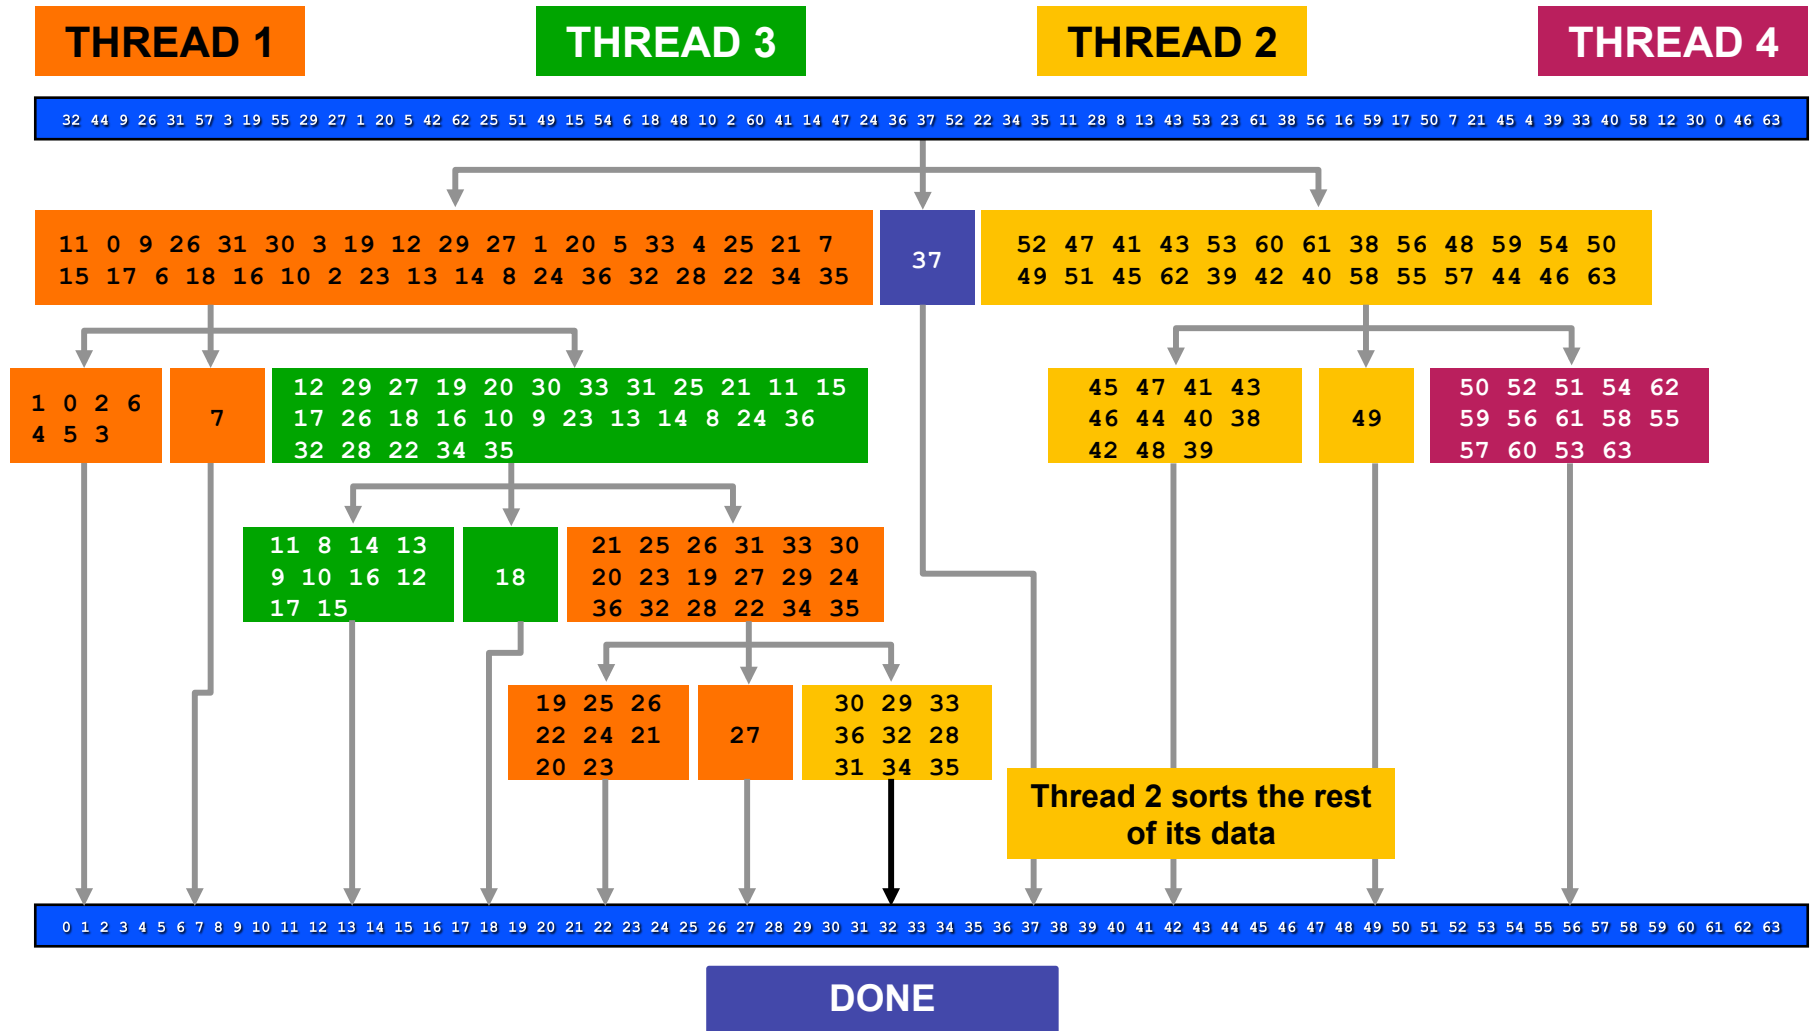 THREAD 1
THREAD 3
THREAD 2
THREAD 4
32 44 9 26 31 57 3 19 55 29 27 1 20 5 42 62 25 51 49 15 54 6 18 48 10 2 60 41 14 47 24 36 37 52 22 34 35 11 28 8 13 43 53 23 61 38 56 16 59 17 50 7 21 45 4 39 33 40 58 12 30 0 46 63
11 0 9 26 31 30 3 19 12 29 27 1 20 5 33 4 25 21 7
15 17 6 18 16 10 2 23 13 14 8 24 36 32 28 22 34 35
37
52 47 41 43 53 60 61 38 56 48 59 54 50
49 51 45 62 39 42 40 58 55 57 44 46 63
1 0 2 6
4 5 3
7
12 29 27 19 20 30 33 31 25 21 11 15
17 26 18 16 10 9 23 13 14 8 24 36
32 28 22 34 35
45 47 41 43
46 44 40 38
42 48 39
49
50 52 51 54 62
59 56 61 58 55
57 60 53 63
11 8 14 13
9 10 16 12
17 15
18
21 25 26 31 33 30
20 23 19 27 29 24
36 32 28 22 34 35
19 25 26
22 24 21
20 23
27
30 29 33
36 32 28
31 34 35
Thread 2 sorts the rest
of its data
0 1 2 3 4 5 6 7 8 9 10 11 12 13 14 15 16 17 18 19 20 21 22 23 24 25 26 27 28 29 30 31 32 33 34 35 36 37 38 39 40 41 42 43 44 45 46 47 48 49 50 51 52 53 54 55 56 57 58 59 60 61 62 63
DONE